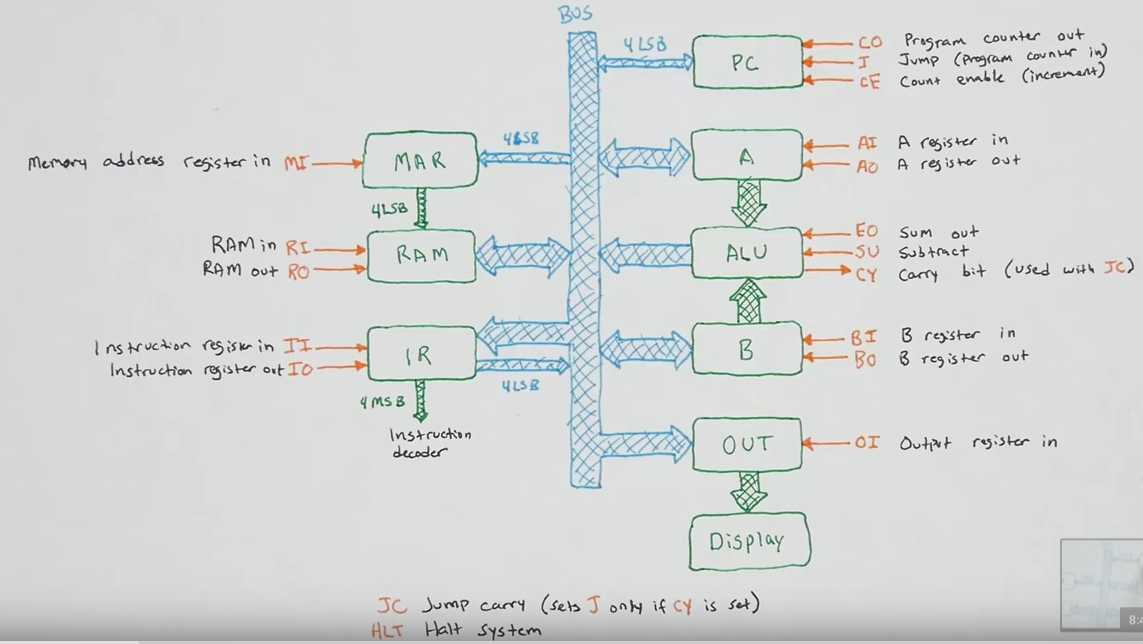 BUS
4 LSB
PC
CO Program counter out
J Jump (program counter in)
CE Count enable (increment)
Memory address register in MI
MAR
4LSB
A
AI A register in
AO A register out
4LSB
RAM in RI
RAM out RO
RAM
ALU
EO Sum out
SU Subtract
CY Carry bit (used with JC)
Instruction register in II
Instruction register out IO
IR
4LSB
B
BI B register in
BO B register out
4 MSB
Instruction
decoder
OUT
OI Output register in
Display
JC Jump carry (sets J only if CY is set)
HLT Halt system